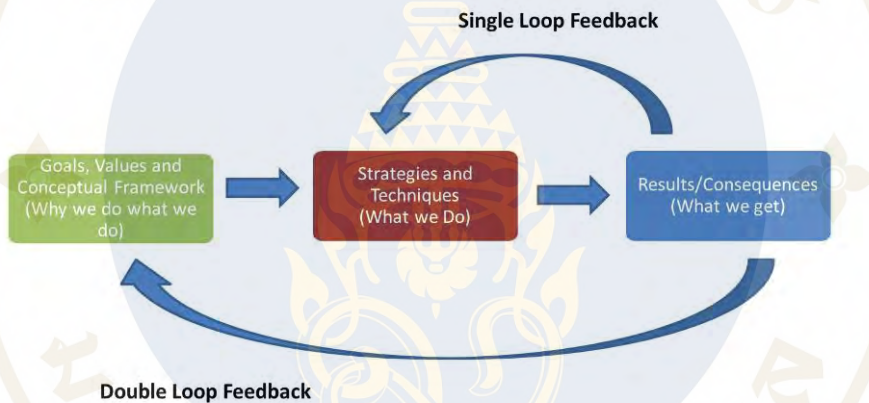 Single Loop Feedback
Goals, Values and
Conceptual Framework
(Why we do what we
do)
Strategies and
Techniques
(What we Do)
Results/Consequences
(What we get)
Double Loop Feedback